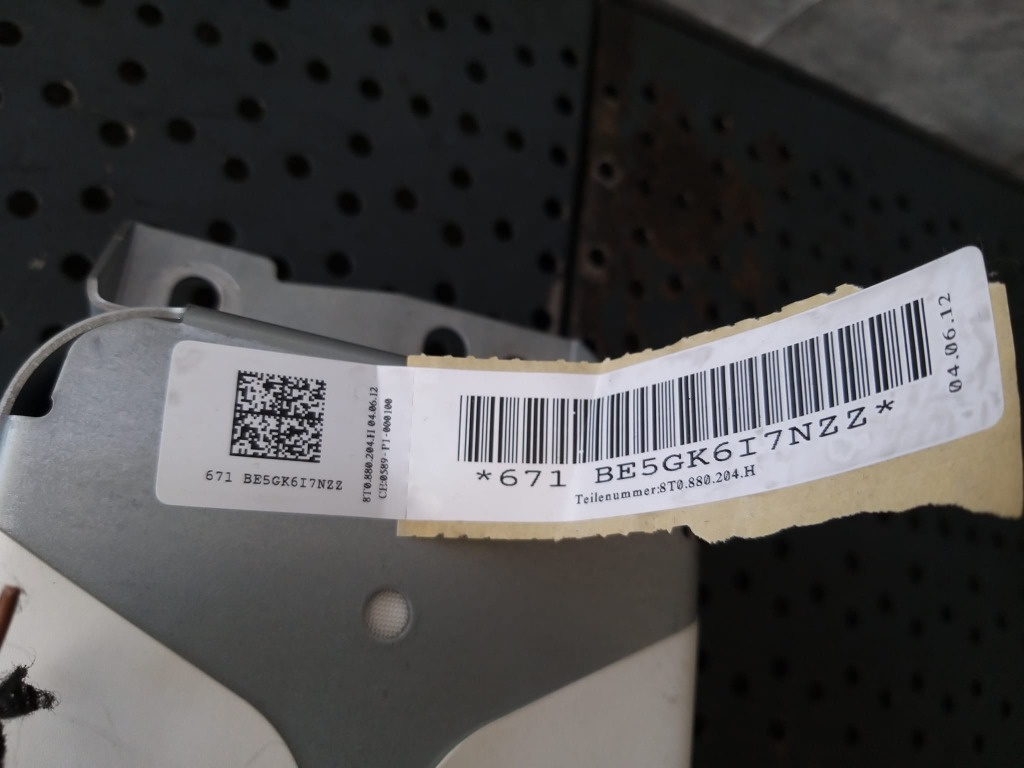 671 BE5GK6I7NZZ
8T0.880.204.H 04.06.12
CE:0589- P1-000100
*671 BE5GK6I7NZZ*
Teilenummer:8T0.880.204.H
04.06.12